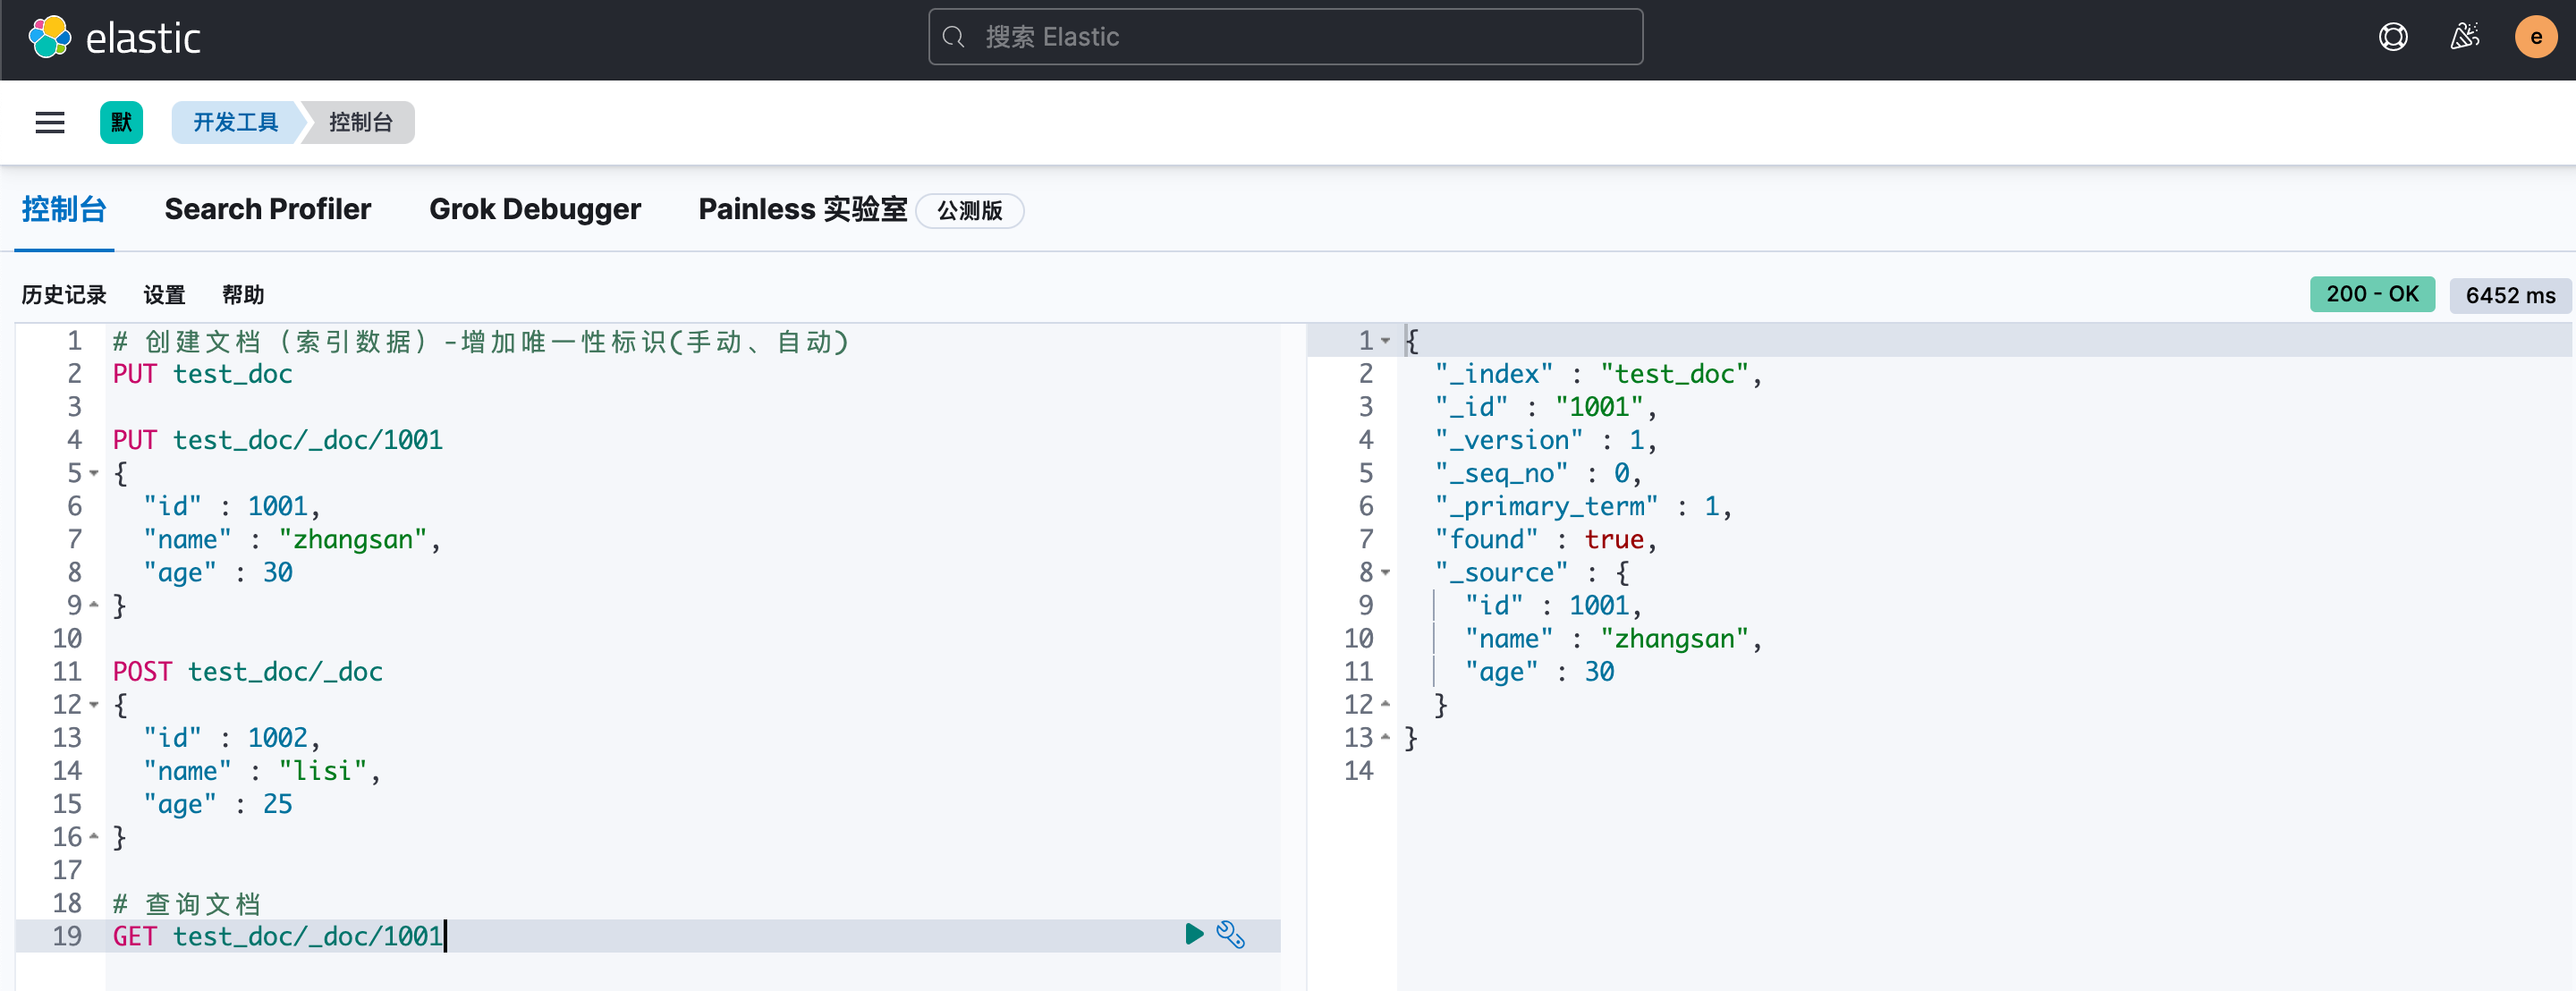 elastic
搜索 Elastic
e
默
开发工具
控制台
控制台
Search Profiler
Grok Debugger
Painless 实验室
公测版
历史记录
设置
帮助
200 - OK
6452 ms
1 # 创建文档（索引数据）-增加唯一性标识(手动、自动)
2 PUT test_doc
3
4 PUT test_doc/_doc/1001
5 {
6 "id" : 1001,
7 "name" : "zhangsan",
8 "age" : 30
9 }
10
11 POST test_doc/_doc
12 {
13 "id" : 1002,
14 "name" : "lisi",
15 "age" : 25
16 }
17
18 # 查询文档
19 GET test_doc/_doc/1001
1 {
2 "_index" : "test_doc",
3 "_id" : "1001",
4 "_version" : 1,
5 "_seq_no" : 0,
6 "_primary_term" : 1,
7 "found" : true,
8 "_source" : {
9 "id" : 1001,
10 "name" : "zhangsan",
11 "age" : 30
12 }
13 }
14